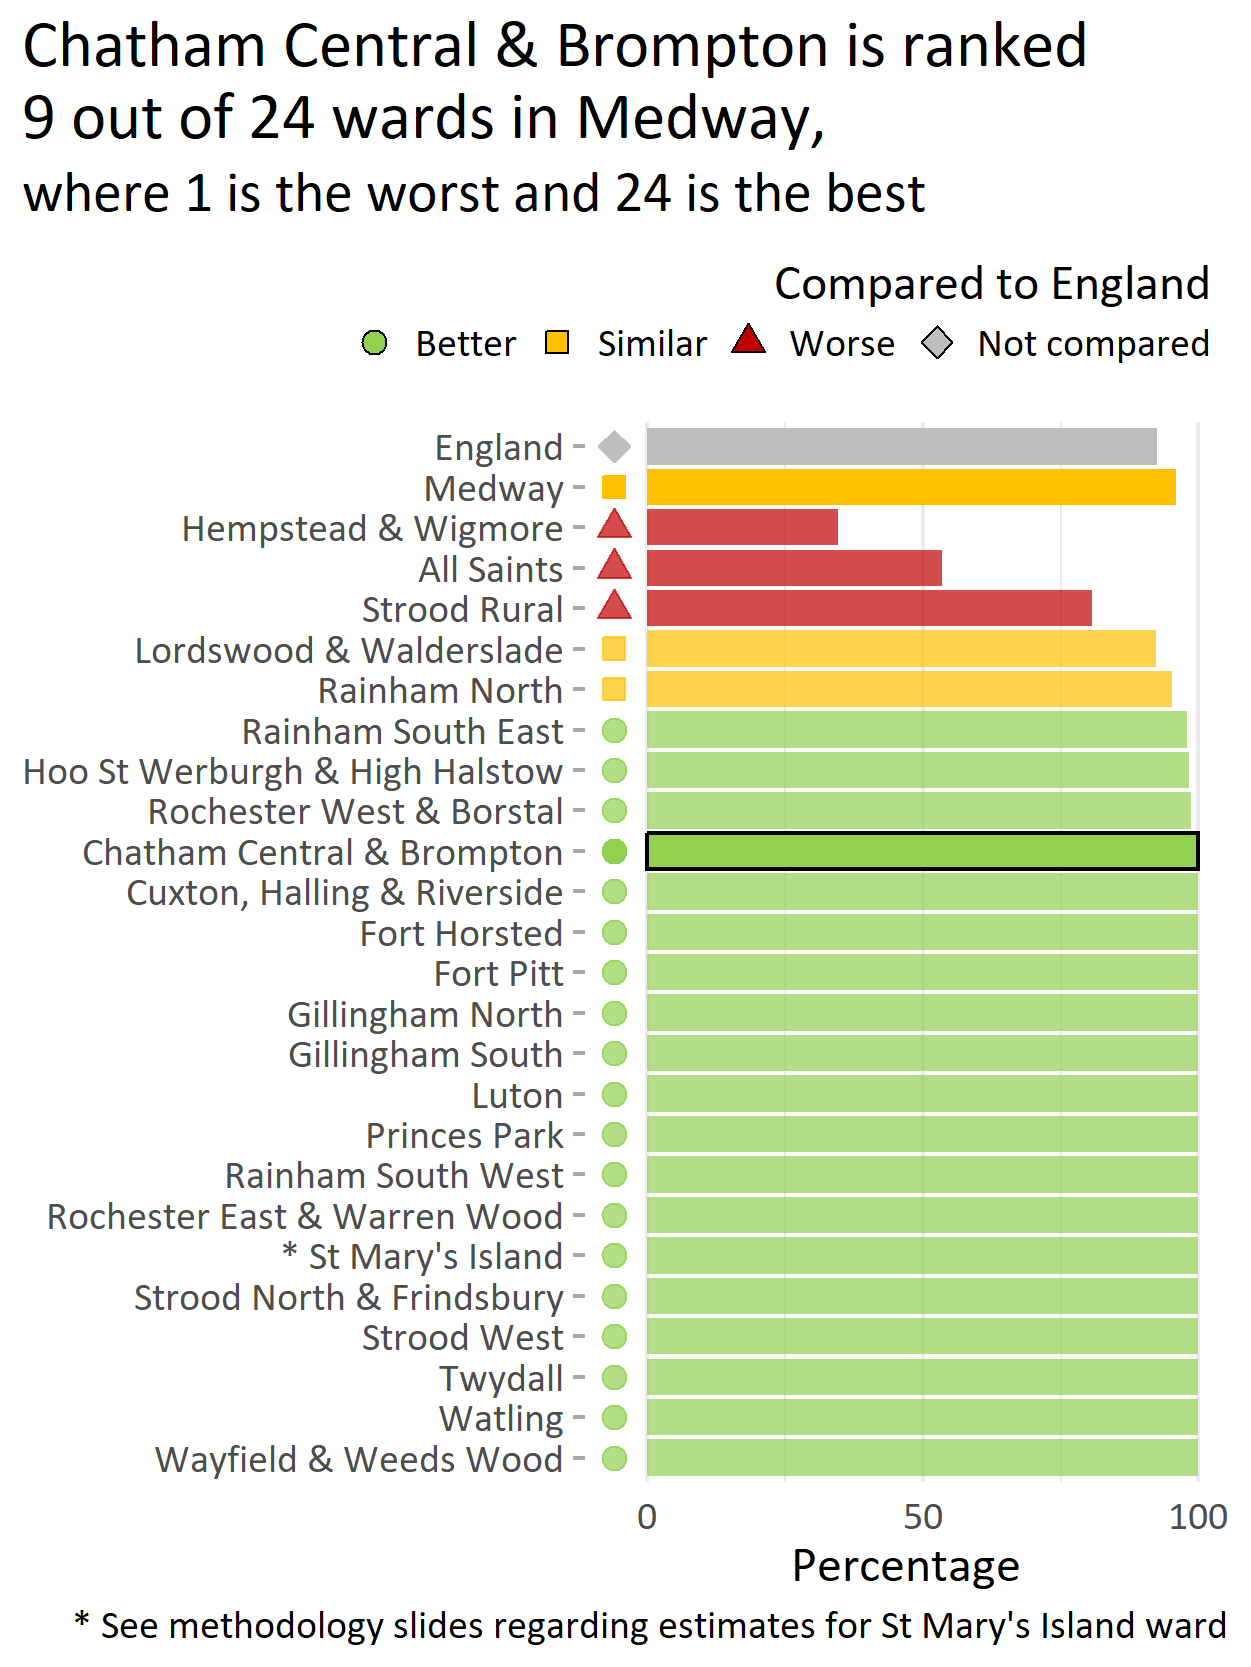 Chatham Central & Brompton is ranked
9 out of 24 wards in Medway,
where 1 is the worst and 24 is the best
Compared to England
Better Similar Worse Not compared
England
Medway
Hempstead & Wigmore
All Saints
Strood Rural
Lordswood & Walderslade
Rainham North
Rainham South East
Hoo St Werburgh & High Halstow
Rochester West & Borstal
Chatham Central & Brompton
Cuxton, Halling & Riverside
Fort Horsted
Fort Pitt
Gillingham North
Gillingham South
Luton
Princes Park
Rainham South West
Rochester East & Warren Wood
* St Mary's Island
Strood North & Frindsbury
Strood West
Twydall
Watling
Wayfield & Weeds Wood
0 50 100
Percentage
* See methodology slides regarding estimates for St Mary's Island ward